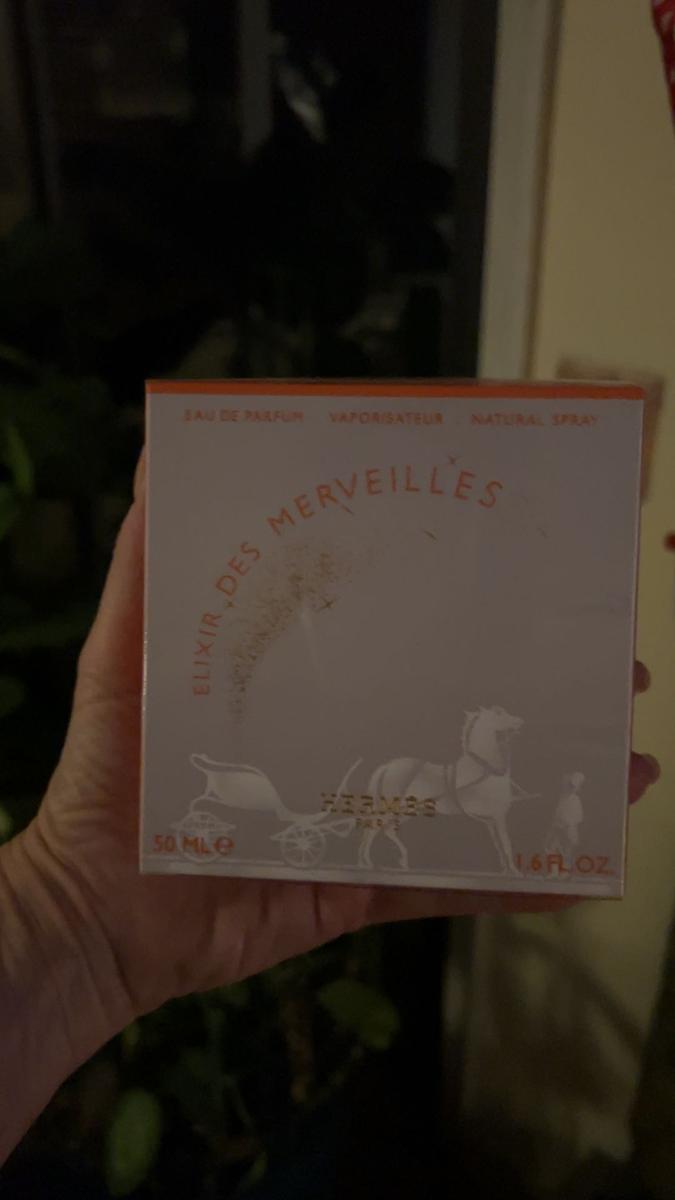 EAU DE PARFUM VAPORISATEUR NATURAL SPRAY
ELIXIR DES MERVEILLES
HERMÈS
PARIS
50 ML e 1.6 FL. OZ.